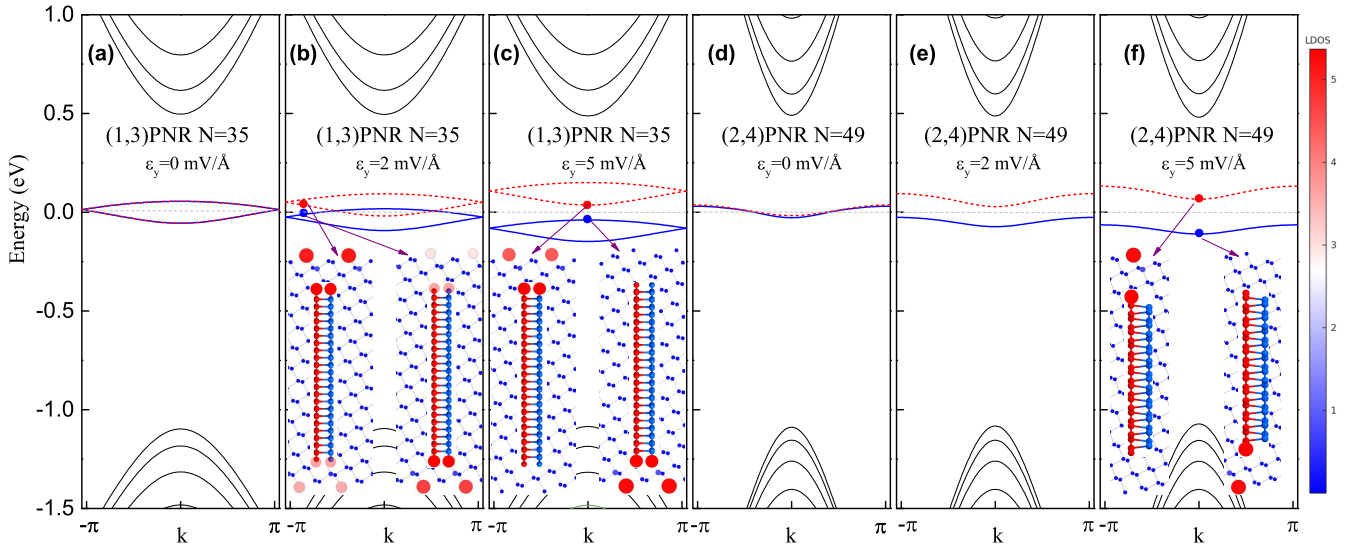 (a) (b) (c) (d) (e) (f)
(1,3)PNR N=35 (1,3)PNR N=35 (1,3)PNR N=35 (2,4)PNR N=49 (2,4)PNR N=49 (2,4)PNR N=49
εy=0 mV/Å εy=2 mV/Å εy=5 mV/Å εy=0 mV/Å εy=2 mV/Å εy=5 mV/Å
Energy (eV)
1.0
0.5
0.0
-0.5
-1.0
-1.5
-π π -π π -π π -π π -π π -π π
k k k k k k
LDOS
5
4
3
2
1